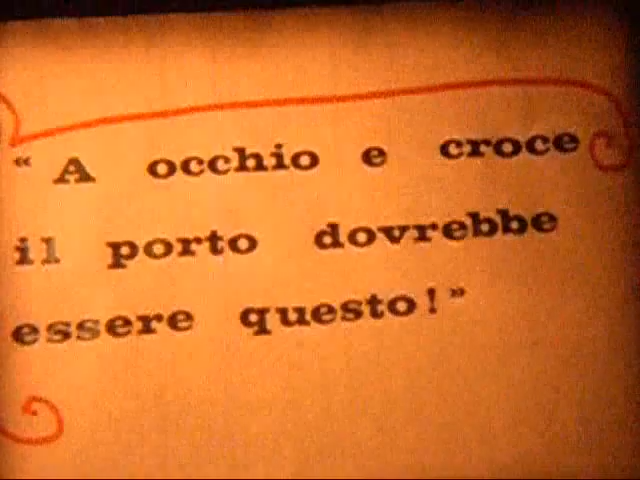 “ A occhio e croce
il porto dovrebbe
essere questo!”